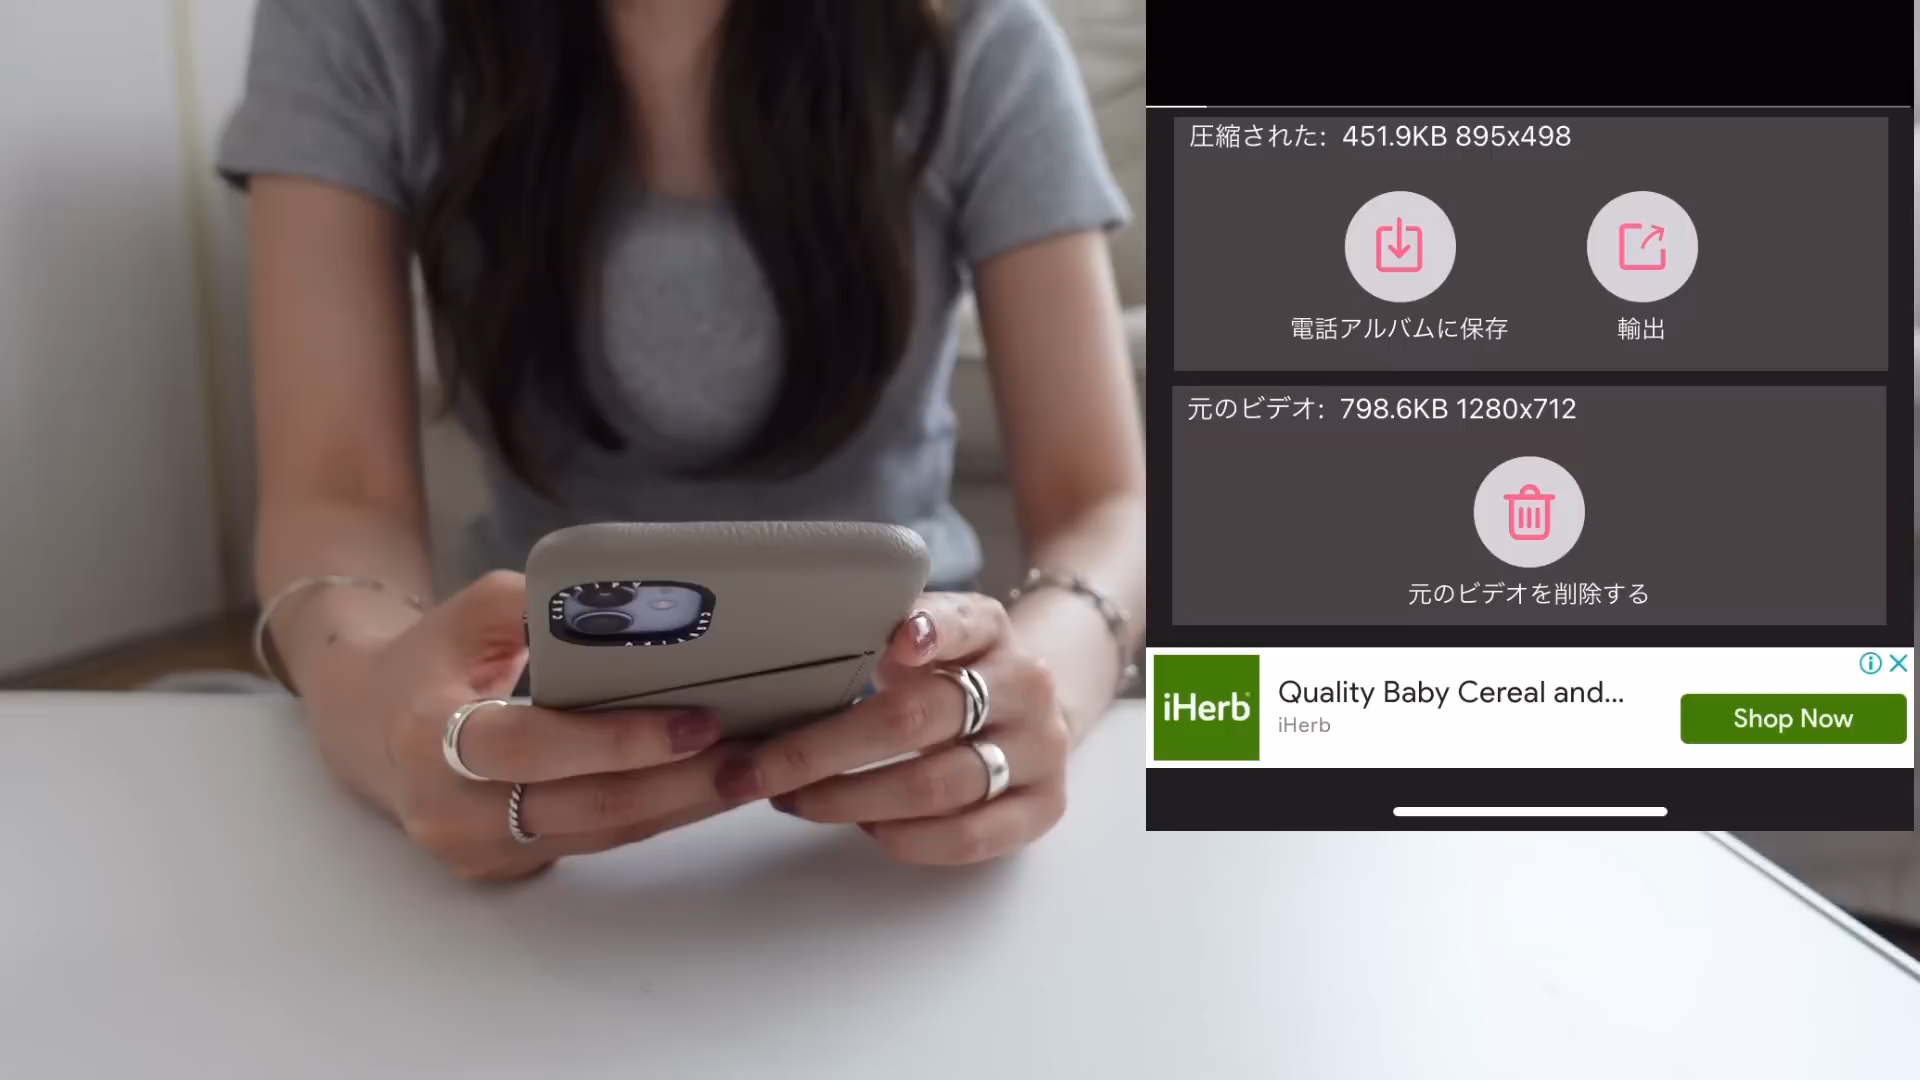 圧縮された: 451.9KB 895x498
電話アルバムに保存
輸出
元のビデオ: 798.6KB 1280x712
元のビデオを削除する
iHerb
Quality Baby Cereal and...
iHerb
Shop Now